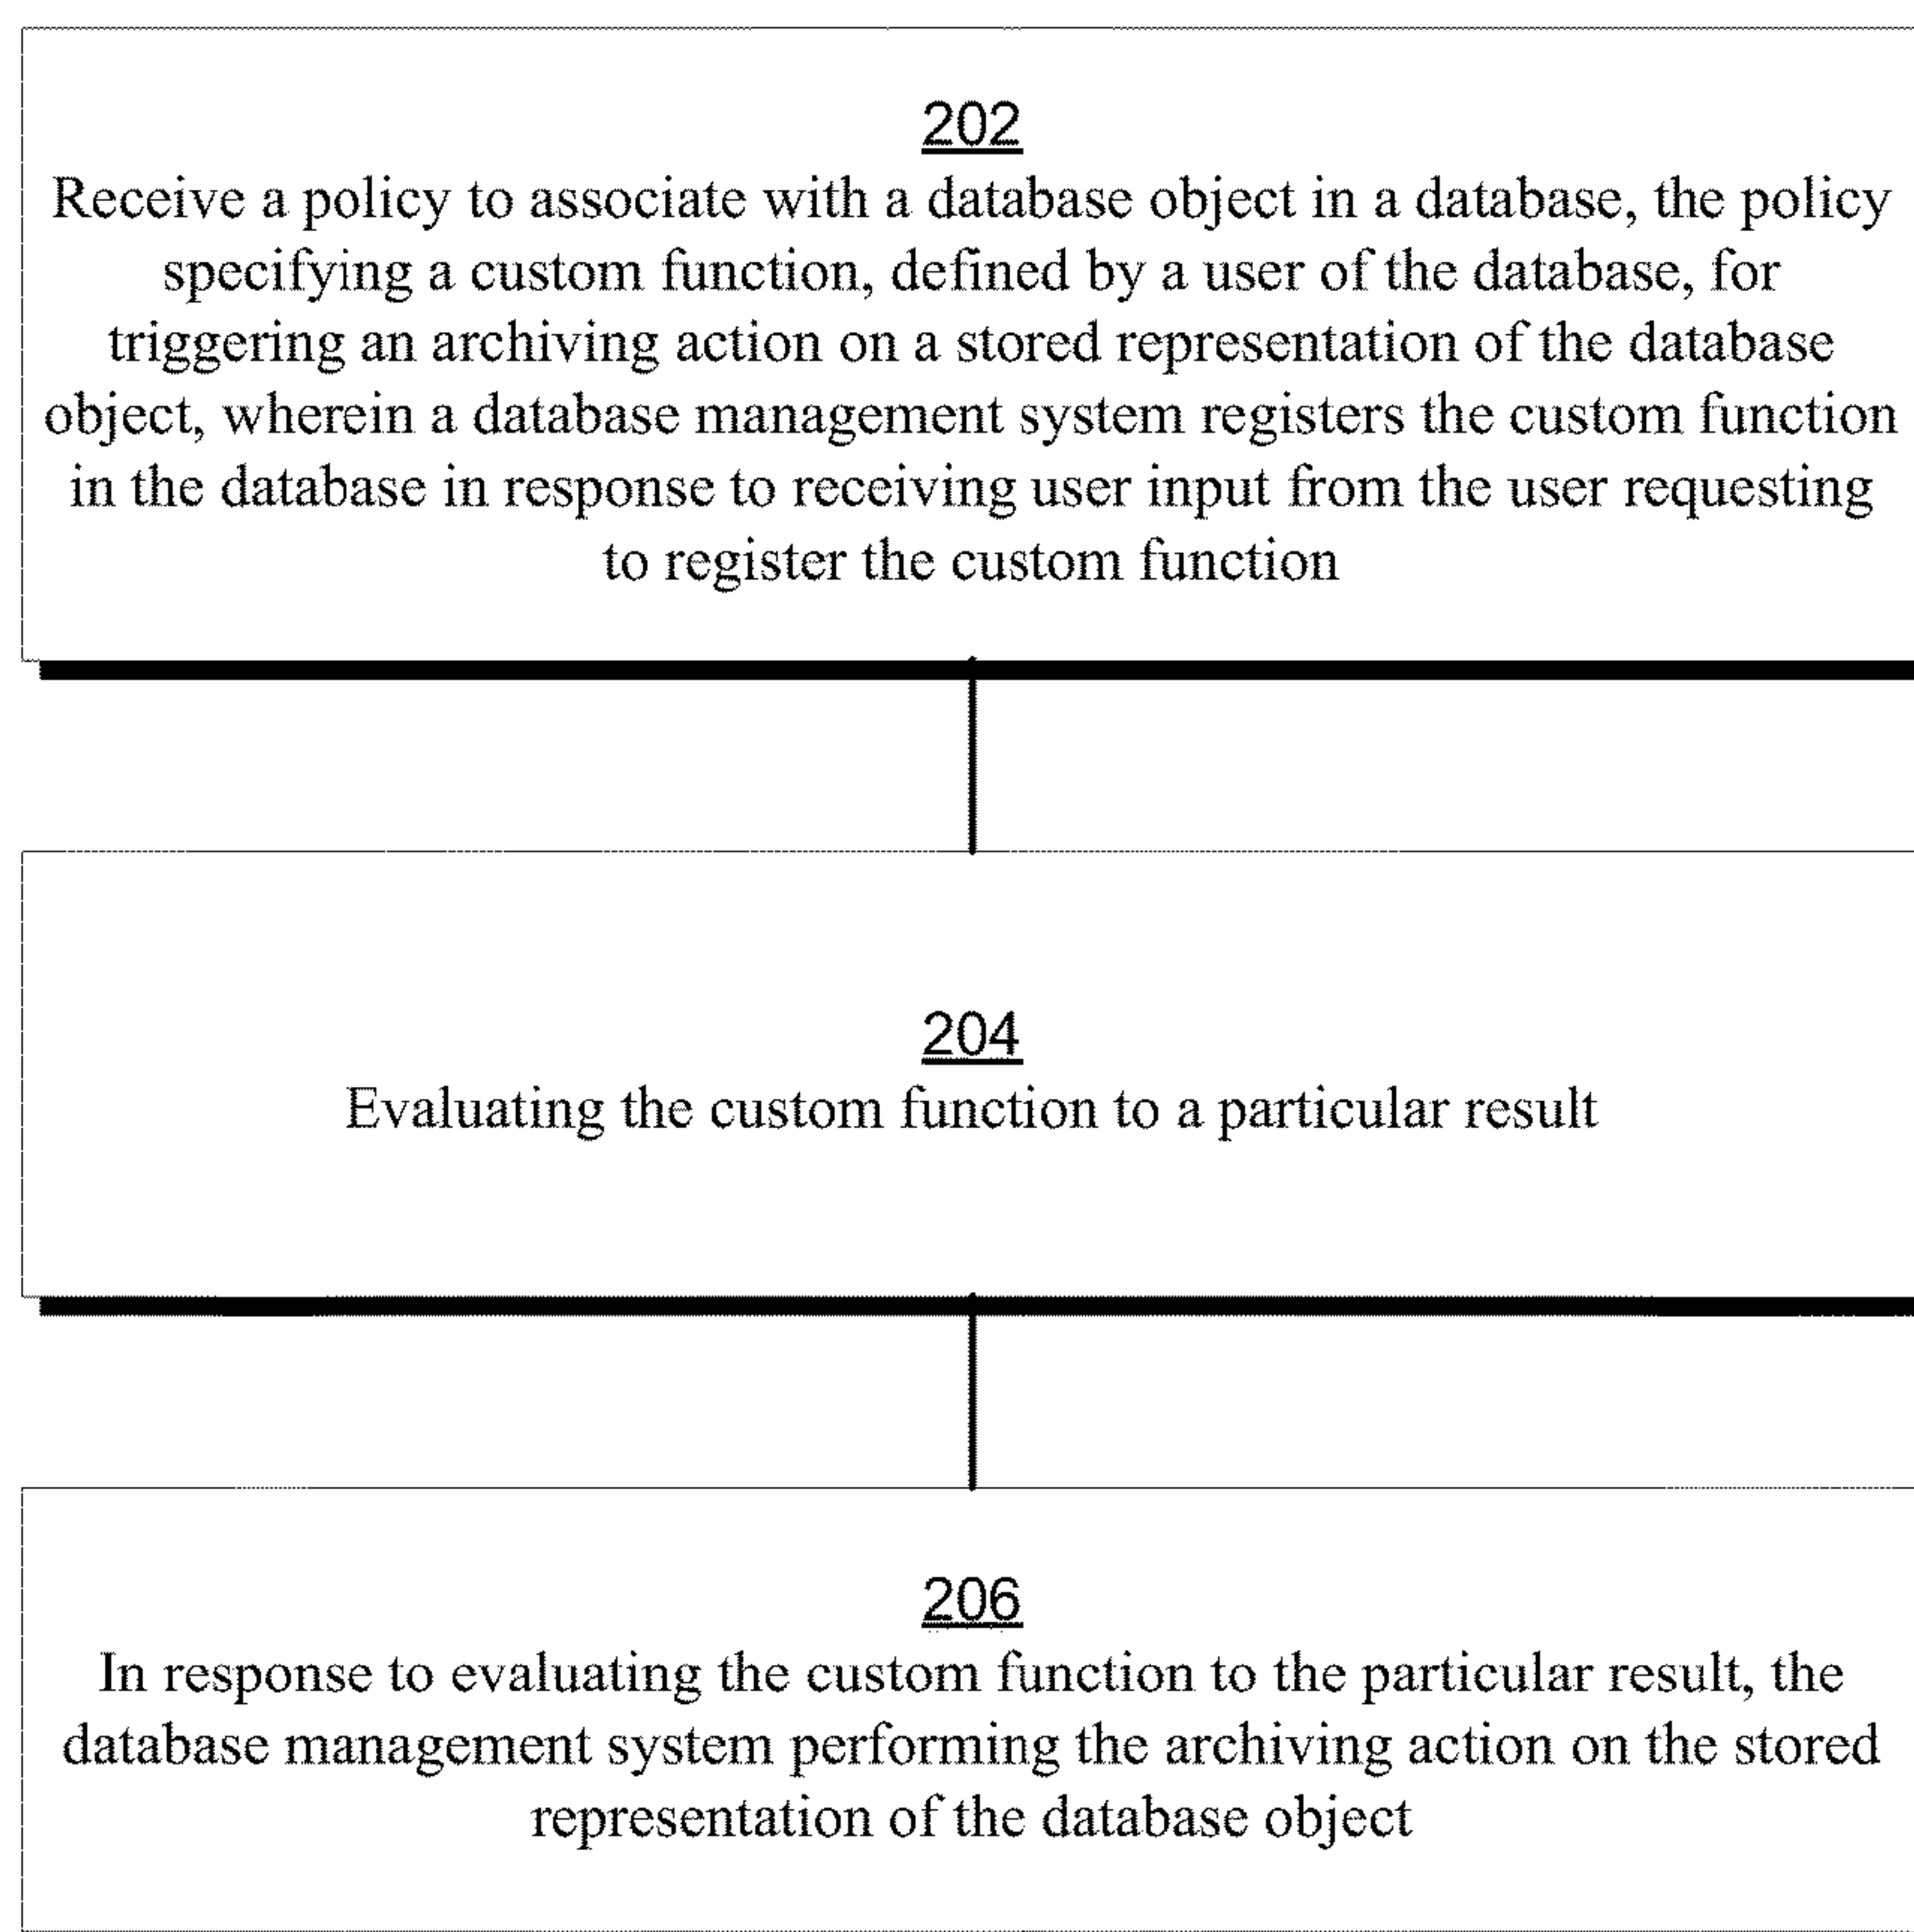 202
Receive a policy to associate with a database object in a database, the policy
specifying a custom function, defined by a user of the database, for
triggering an archiving action on a stored representation of the database
object, wherein a database management system registers the custom function
in the database in response to receiving user input from the user requesting
to register the custom function
204
Evaluating the custom function to a particular result
206
In response to evaluating the custom function to the particular result, the
database management system performing the archiving action on the stored
representation of the database object